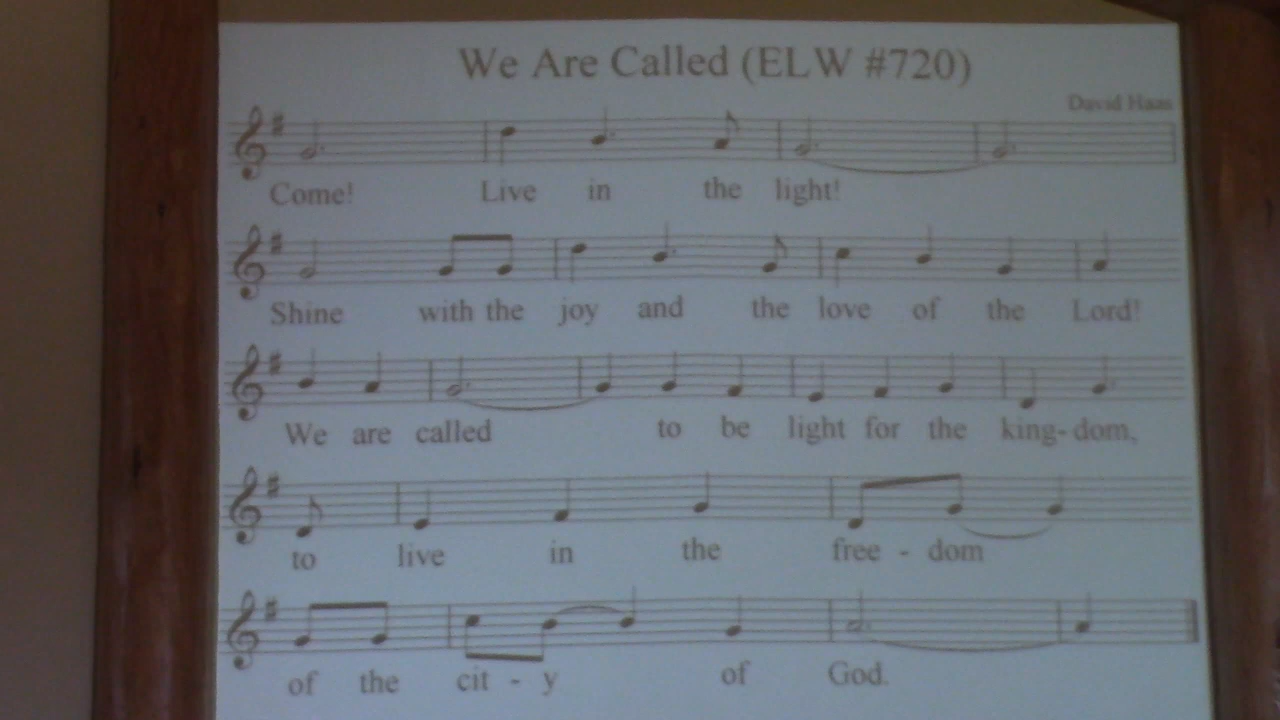 We Are Called (ELW #720)
David Haas
Come! Live in the light!
Shine with the joy and the love of the Lord!
We are called to be light for the king-dom,
to live in the free - dom
of the cit - y of God.